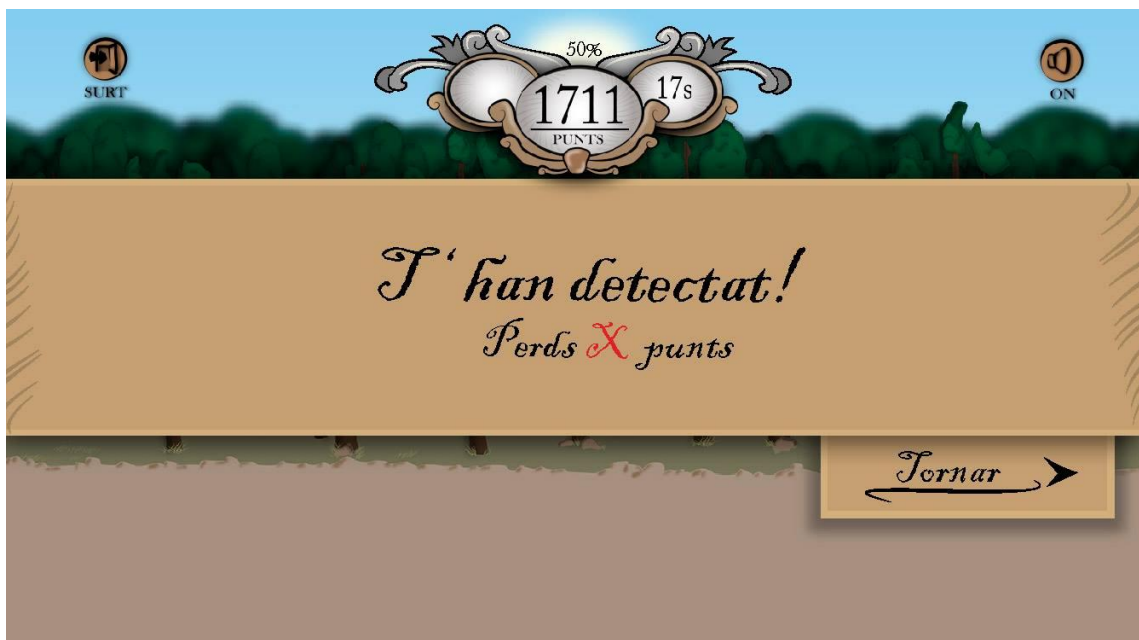 50%
SURT
1711
17s
ON
PUNTS
T'han detectat!
Perds X punts
Tornar